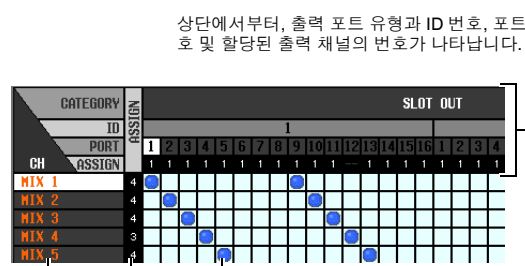 상단에서부터, 출력 포트 유형과 ID 번호, 포트
호 및 할당된 출력 채널의 번호가 나타납니다.
CATEGORY ASSIGN SLOT OUT
ID 1
PORT 1 2 3 4 5 6 7 8 9 10 11 12 13 14 15 16 1 2 3 4
CH ASSIGN 1 1 1 1 1 1 1 1 1 1 1 -- 1 1 1 1 1 1 1 1
MIX 1 4
MIX 2 4
MIX 3 4
MIX 4 3
MIX 5 4